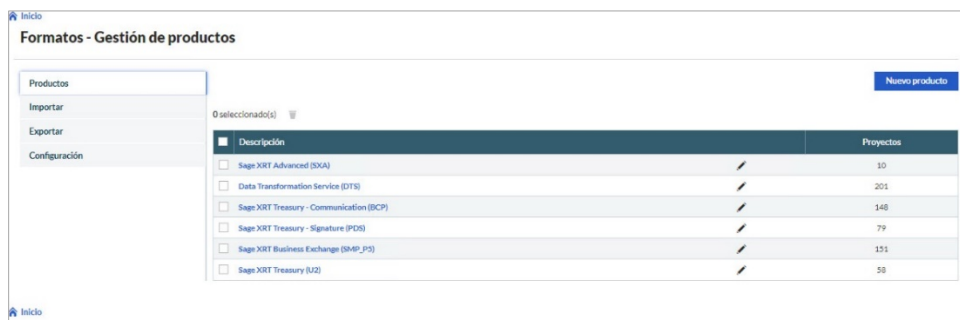 Inicio
Formatos - Gestión de productos
Productos
Importar
Exportar
Configuración
Nuevo producto
0 seleccionado(s)
Descripción Proyectos
Sage XRT Advanced (SXA) 10
Data Transformation Service (DTS) 201
Sage XRT Treasury - Communication (BCP) 148
Sage XRT Treasury - Signature (PDS) 79
Sage XRT Business Exchange (SMP_P5) 151
Sage XRT Treasury (U2) 58
Inicio